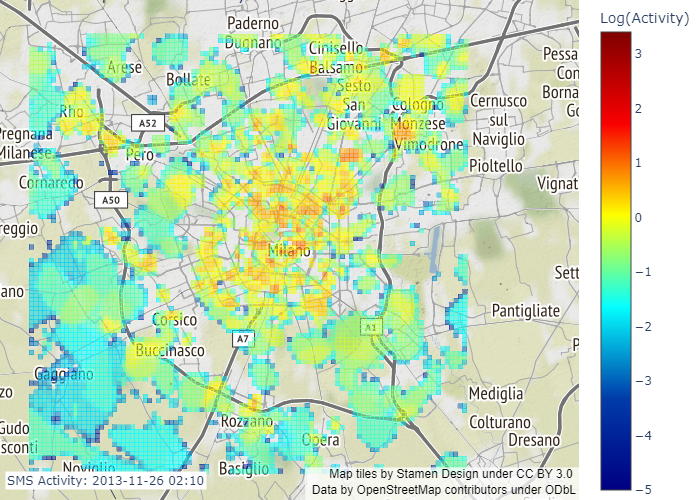 Log(Activity)
3
2
1
0
−1
−2
−3
−4
−5
Paderno
Dugnano
Cinisello
Balsamo
Pessa
Con
Borna
Go
Arese
Bollate
Sesto
San
Giovanni
Cologno
Monzese
Vimodrone
Cernusco
sul
Naviglio
Rho
A52
Pregnana
Milanese
Pero
Pioltello
Cornaredo
Vignat
A50
reggio
Milano
Sett
ano
Corsico
A1
Pantigliate
A7
Buccinasco
P
Gaggiano
zo
Mediglia
Rozzano
Colturano
Gudo
sconti
Opera
Dresano
Noviglio
Basiglio
SMS Activity: 2013-11-26 02:10
Map tiles by Stamen Design under CC BY 3.0
Data by OpenStreetMap contributors under ODbL